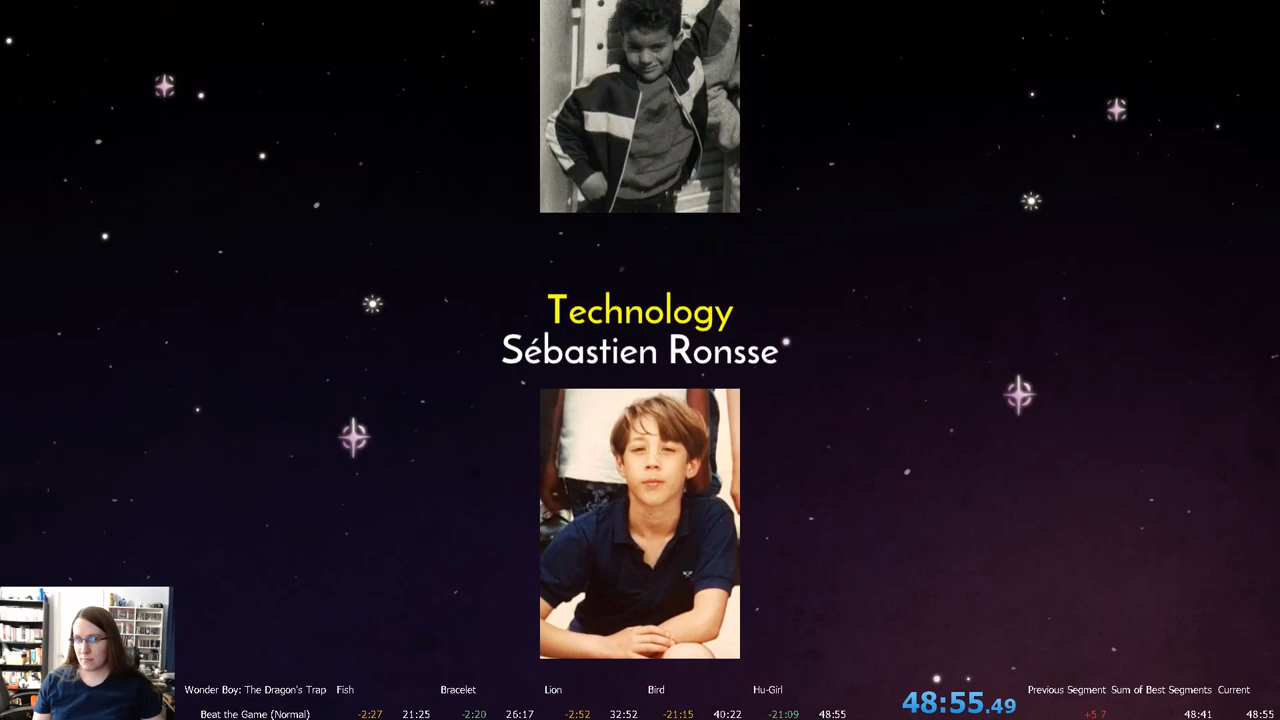 Technology
Sébastien Ronsse
Wonder Boy: The Dragon's Trap Fish Bracelet Lion Bird Hu-Girl 48:55.49 Previous Segment Sum of Best Segments Current
Beat the Game (Normal) -2:27 21:25 -2:20 26:17 -2:52 32:52 -21:15 40:22 -21:09 48:55 +5.7 48:41 48:55